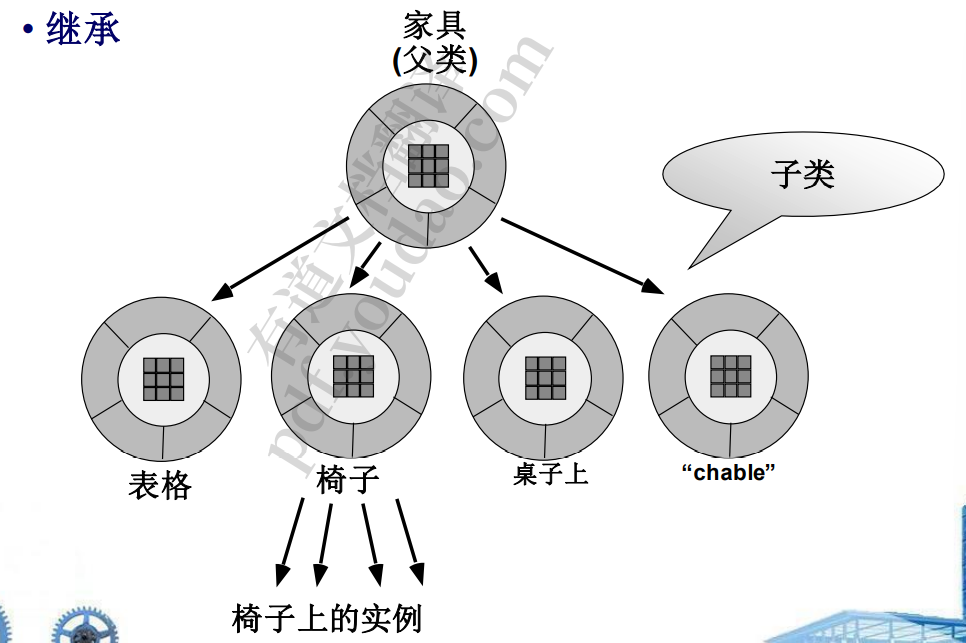 • 继承
家具
(父类)
子类
表格
椅子
桌子上
“chable”
椅子上的实例
有道文档翻译
pdf.youdao.com